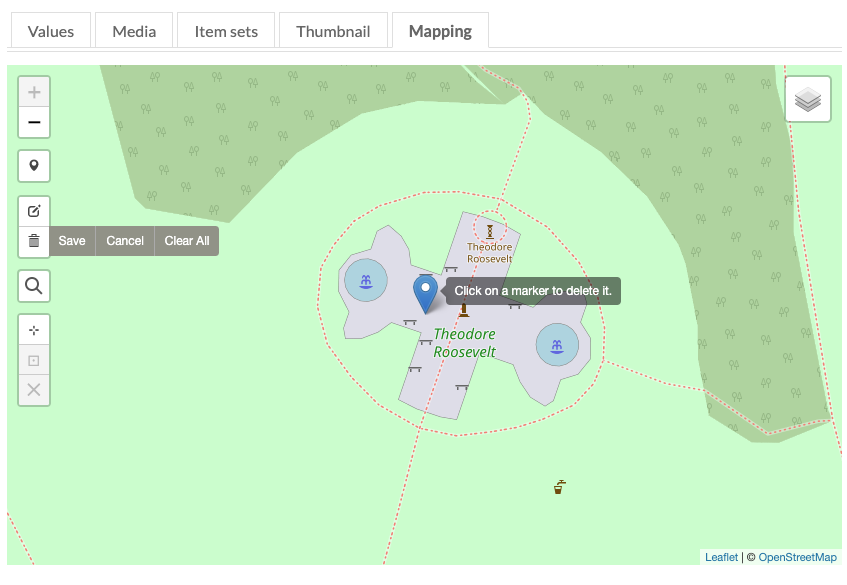 Values
Media
Item sets
Thumbnail
Mapping
+
−
Save
Cancel
Clear All
Theodore
Roosevelt
Click on a marker to delete it.
Theodore
Roosevelt
Leaflet | © OpenStreetMap